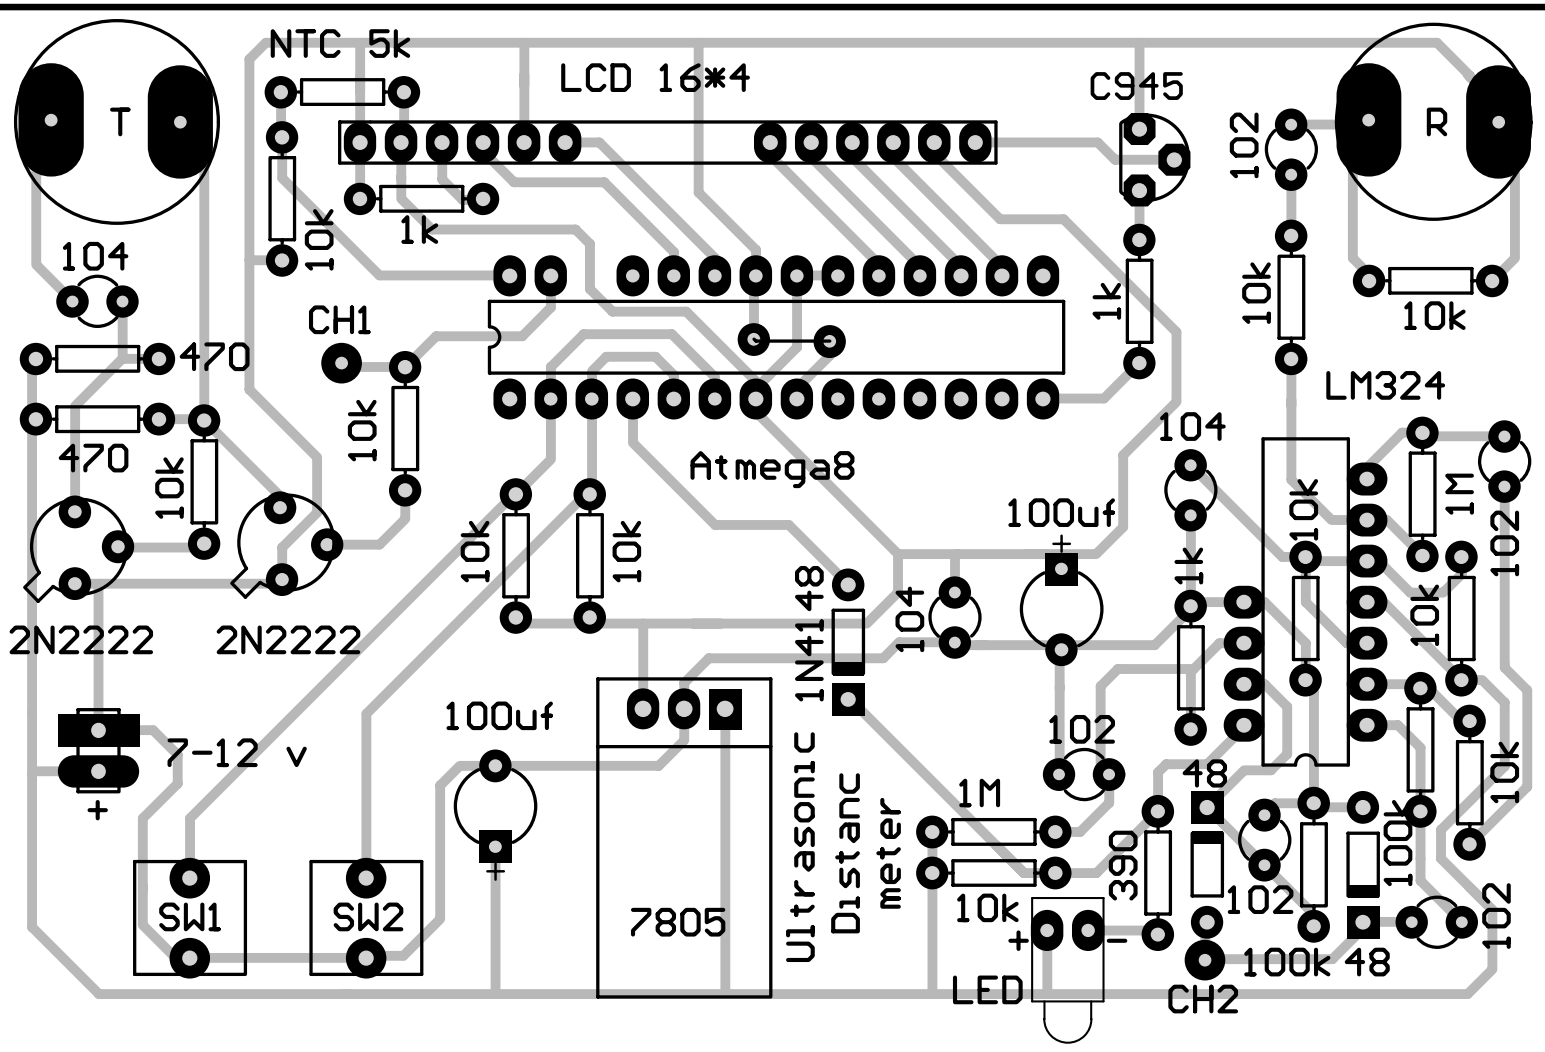 NTC 5k
LCD 16*4
C945
T
R
102
10k
1k
104
CH1
10k
1k
10k
10k
470
LM324
470
10k
10k
Atmega8
104
10k
1M
102
100uf
+
10k
10k
1k
10k
104
1N4148
2N2222
2N2222
100uf
+
102
7-12 v
+
48
10k
1M
390
100k
SW1
SW2
7805
Ultrasonic
Distanc
meter
10k
102
102
+
-
LED
100k
48
CH2